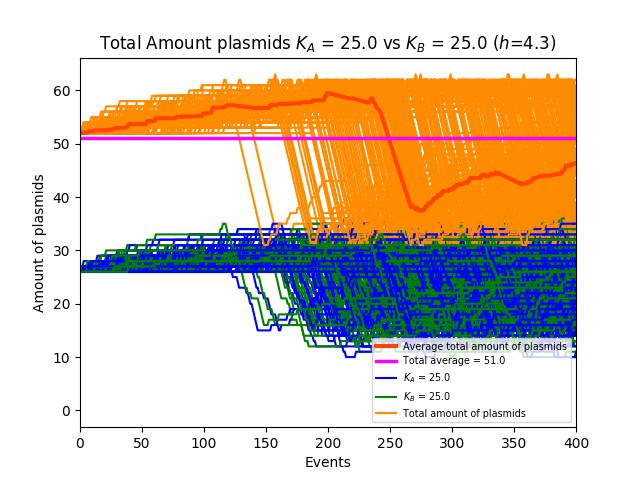 Total Amount plasmids K_A = 25.0 vs K_B = 25.0 (h=4.3)
Amount of plasmids
60
50
40
30
20
10
0
Average total amount of plasmids
Total average = 51.0
K_A = 25.0
K_B = 25.0
Total amount of plasmids
0 50 100 150 200 250 300 350 400
Events